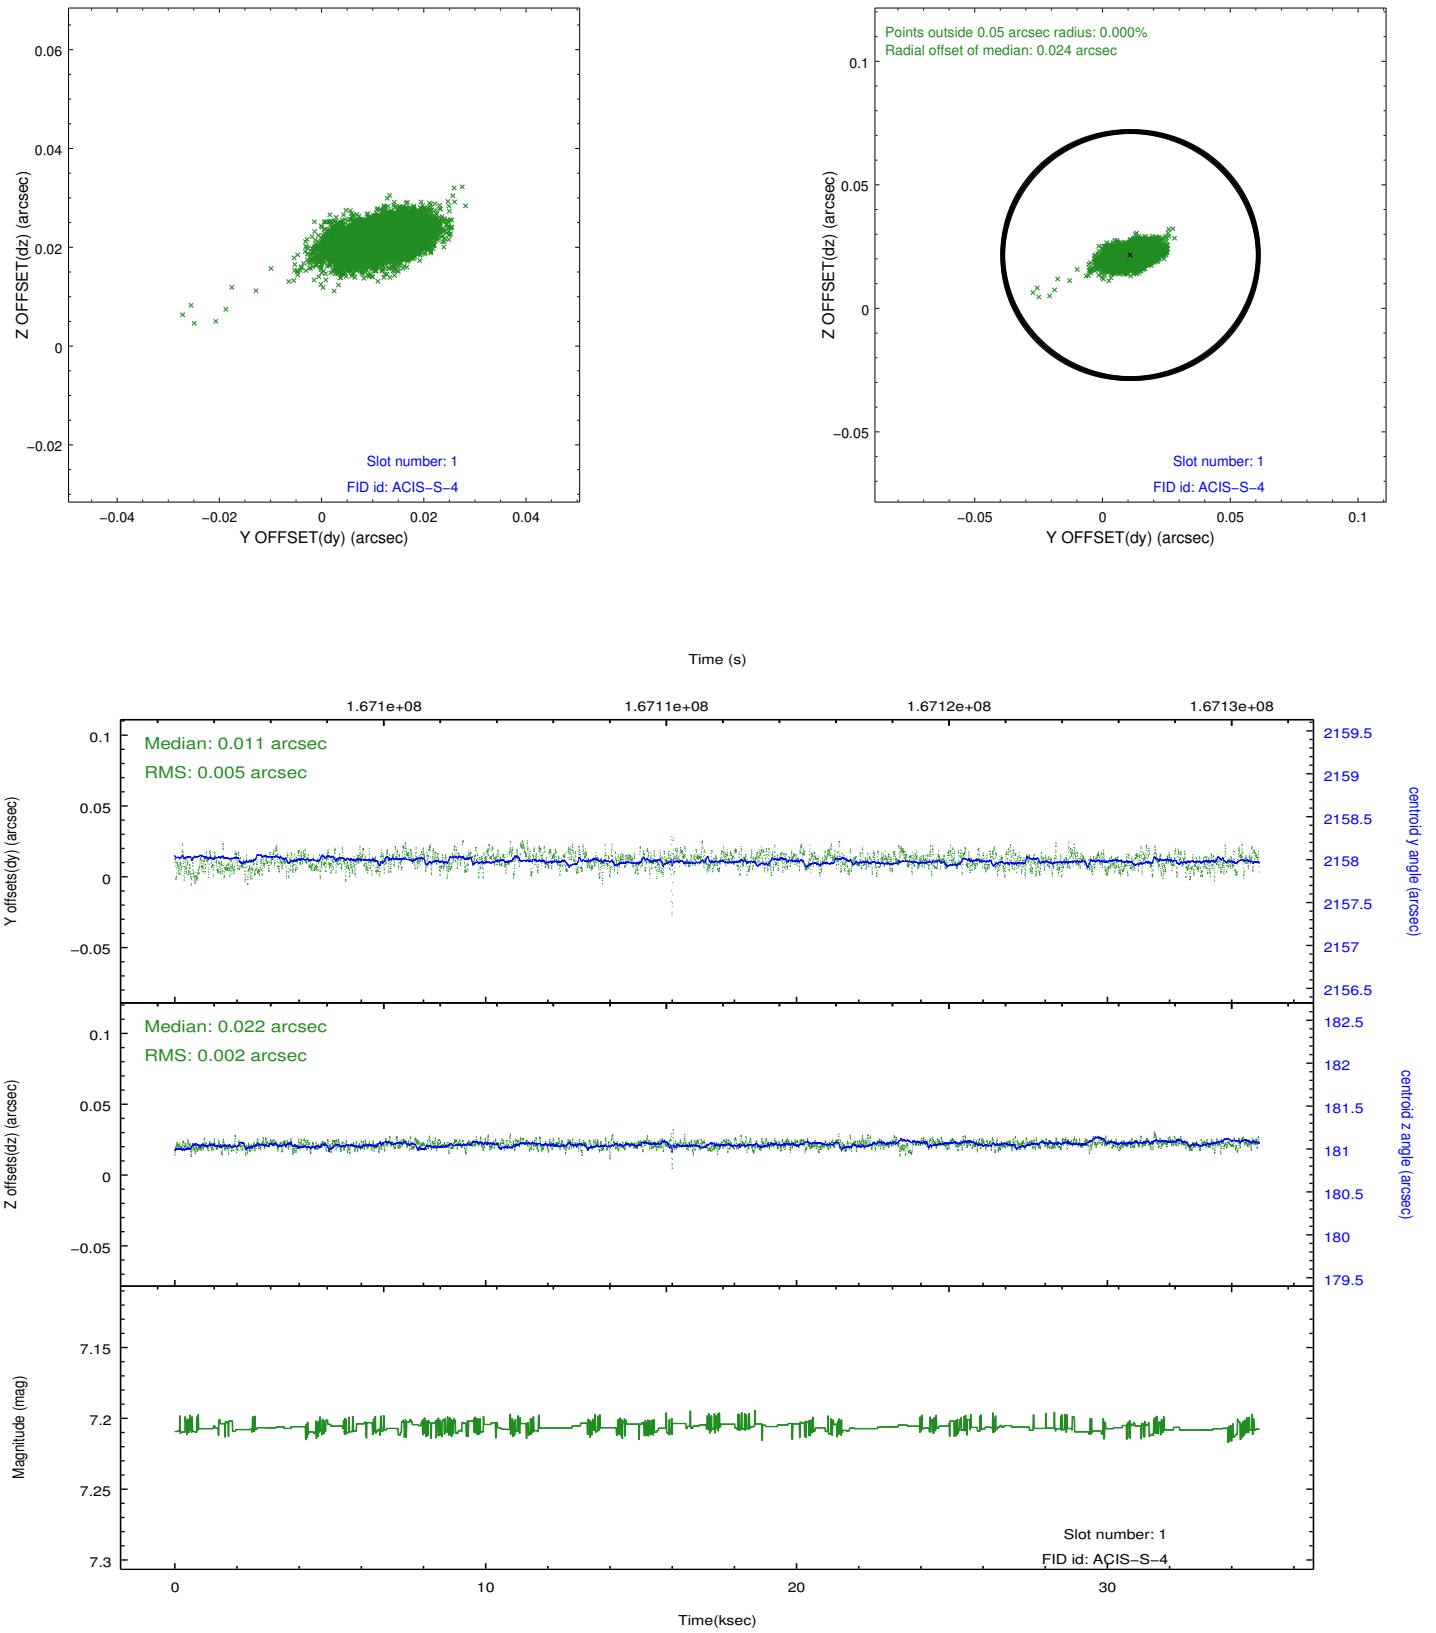 0.06
0.04
0.02
0
−0.02
−0.04
−0.02
0
0.02
0.04
Z OFFSET(dz) (arcsec)
Y OFFSET(dy) (arcsec)
Slot number: 1
FID id: ACIS−S−4
Points outside 0.05 arcsec radius: 0.000%
Radial offset of median: 0.024 arcsec
0.1
0.05
0
−0.05
−0.05
0
0.05
0.1
Z OFFSET(dz) (arcsec)
Y OFFSET(dy) (arcsec)
Slot number: 1
FID id: ACIS−S−4
Time (s)
1.671e+08
1.6711e+08
1.6712e+08
1.6713e+08
Median: 0.011 arcsec
RMS: 0.005 arcsec
0.1
0.05
0
−0.05
Y offsets(dy) (arcsec)
2159.5
2159
2158.5
2158
2157.5
2157
2156.5
centroid y angle (arcsec)
Median: 0.022 arcsec
RMS: 0.002 arcsec
0.1
0.05
0
−0.05
Z offsets(dz) (arcsec)
182.5
182
181.5
181
180.5
180
179.5
centroid z angle (arcsec)
7.15
7.2
7.25
7.3
Magnitude (mag)
Slot number: 1
FID id: ACIS−S−4
0
10
20
30
Time(ksec)